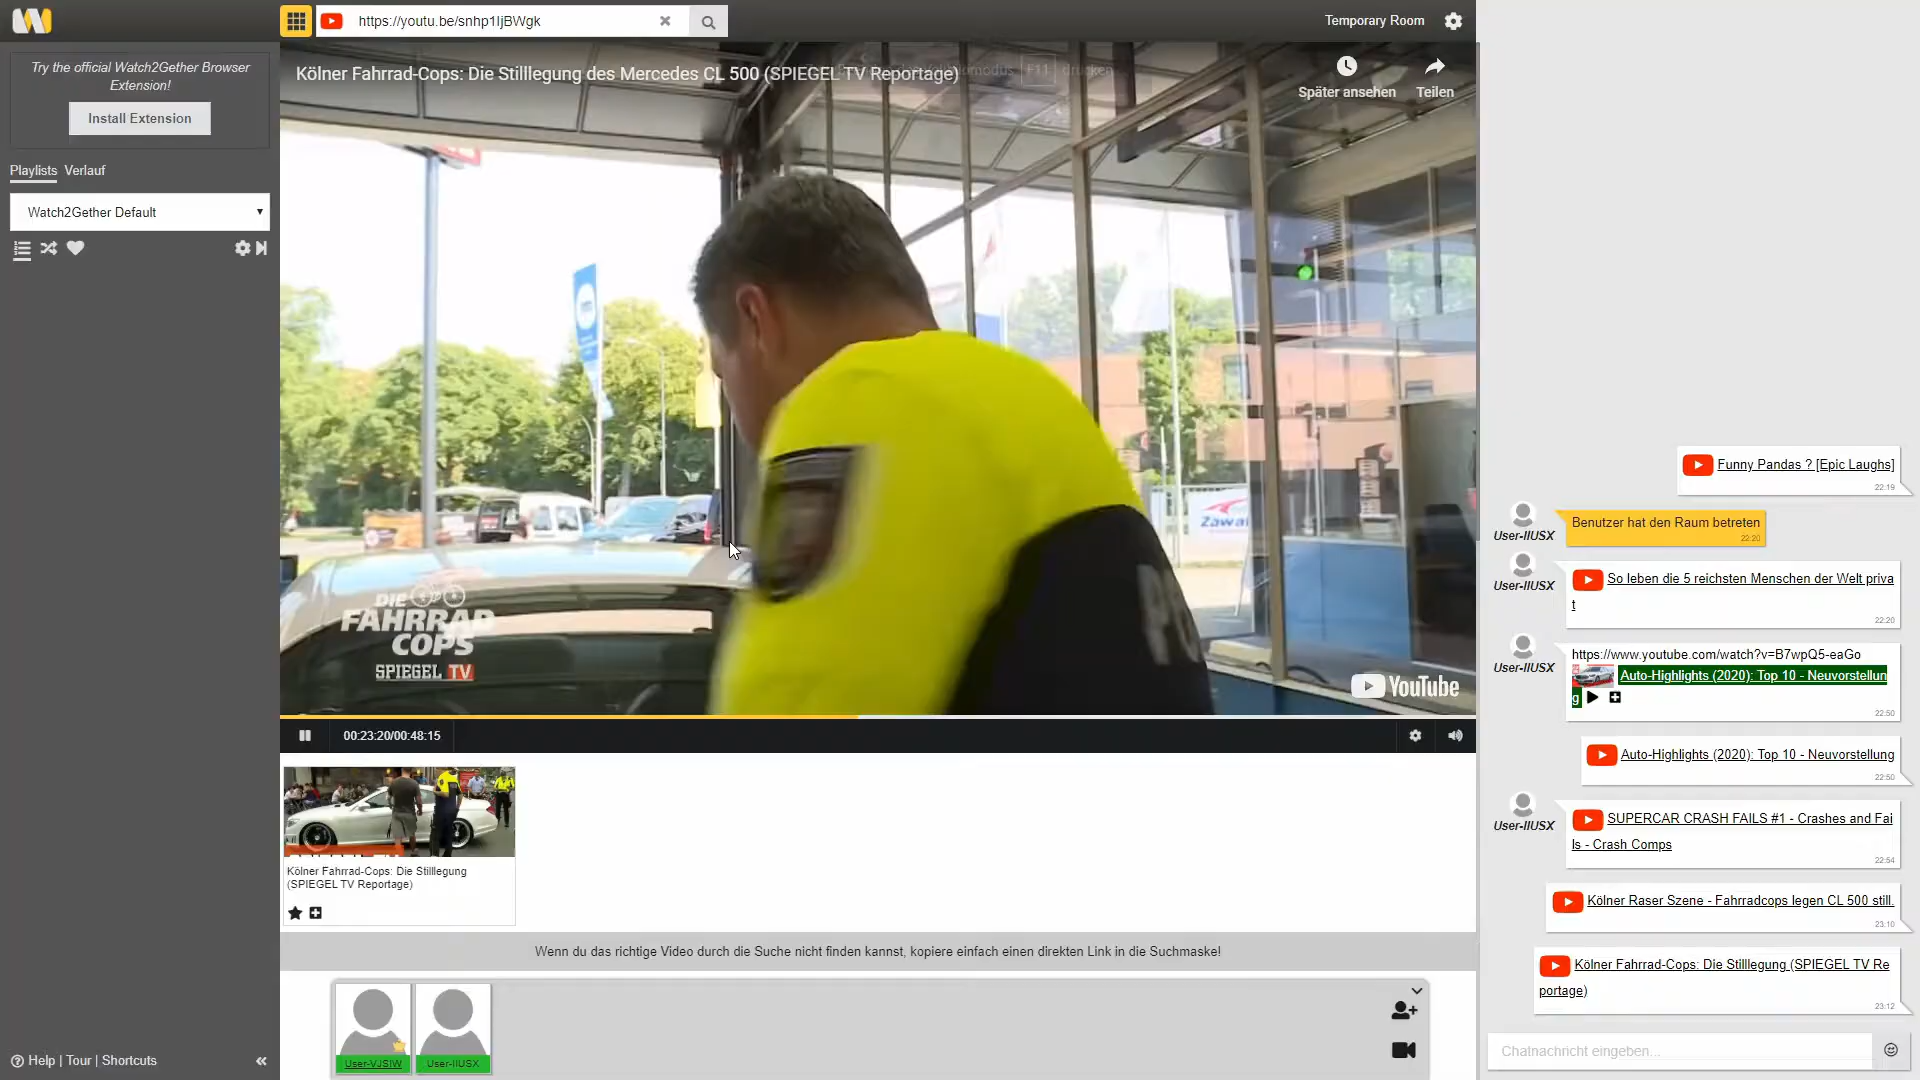 https://youtu.be/snhp1IjBWgk
Temporary Room
Try the official Watch2Gether Browser
Extension!
Install Extension
Playlists Verlauf
Watch2Gether Default
Kölner Fahrrad-Cops: Die Stilllegung des Mercedes CL 500 (SPIEGEL TV Reportage)
F11 drücken
Später ansehen
Teilen
DIE
FAHRRAD
COPS
SPIEGEL TV
YouTube
00:23:20/00:48:15
Kölner Fahrrad-Cops: Die Stilllegung
(SPIEGEL TV Reportage)
Wenn du das richtige Video durch die Suche nicht finden kannst, kopiere einfach einen direkten Link in die Suchmaske!
User-VJSIW
User-IIUSX
Help | Tour | Shortcuts
Funny Pandas ? [Epic Laughs]
22:19
User-IIUSX
Benutzer hat den Raum betreten
22:20
User-IIUSX
So leben die 5 reichsten Menschen der Welt priva
t
22:20
User-IIUSX
https://www.youtube.com/watch?v=B7wpQ5-eaGo
Auto-Highlights (2020): Top 10 - Neuvorstellun
g
22:50
Auto-Highlights (2020): Top 10 - Neuvorstellung
22:50
User-IIUSX
SUPERCAR CRASH FAILS #1 - Crashes and Fai
ls - Crash Comps
22:54
Kölner Raser Szene - Fahrradcops legen CL 500 still.
23:10
Kölner Fahrrad-Cops: Die Stilllegung (SPIEGEL TV Re
portage)
23:12
Chatnachricht eingeben...